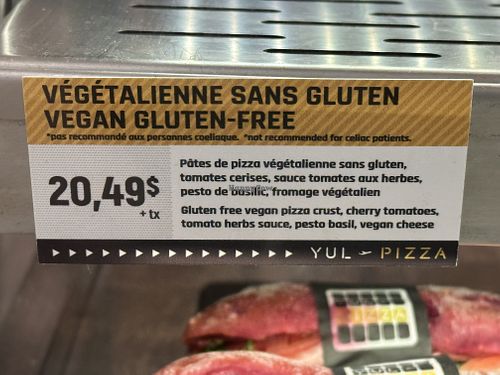 VÉGÉTALIENNE SANS GLUTEN
VEGAN GLUTEN-FREE
*pas recommandé aux personnes coeliaque. *not recommended for celiac patients.
20,49$
+ tx
Pâtes de pizza végétalienne sans gluten,
tomates cerises, sauce tomates aux herbes,
pesto de basilic, fromage végétalien
Gluten free vegan pizza crust, cherry tomatoes,
tomato herbs sauce, pesto basil, vegan cheese
YUL PIZZA